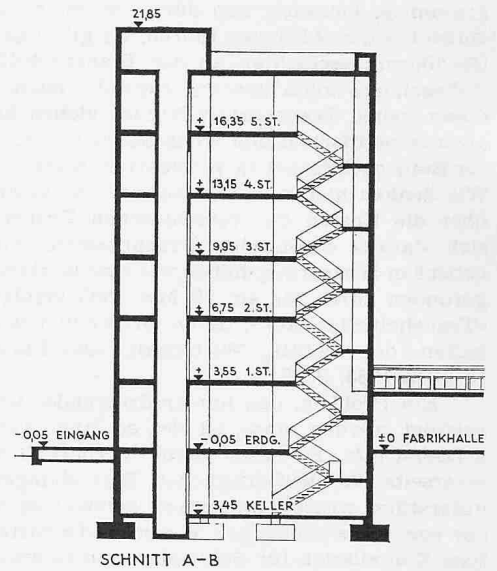 21,85
± 16,35 5.ST.
± 13,15 4.ST.
± 9,95 3.ST.
± 6,75 2.ST.
± 3,55 1.ST.
-0,05 EINGANG
-0,05 ERDG.
±0 FABRIKHALLE
3,45 KELLER
SCHNITT A-B